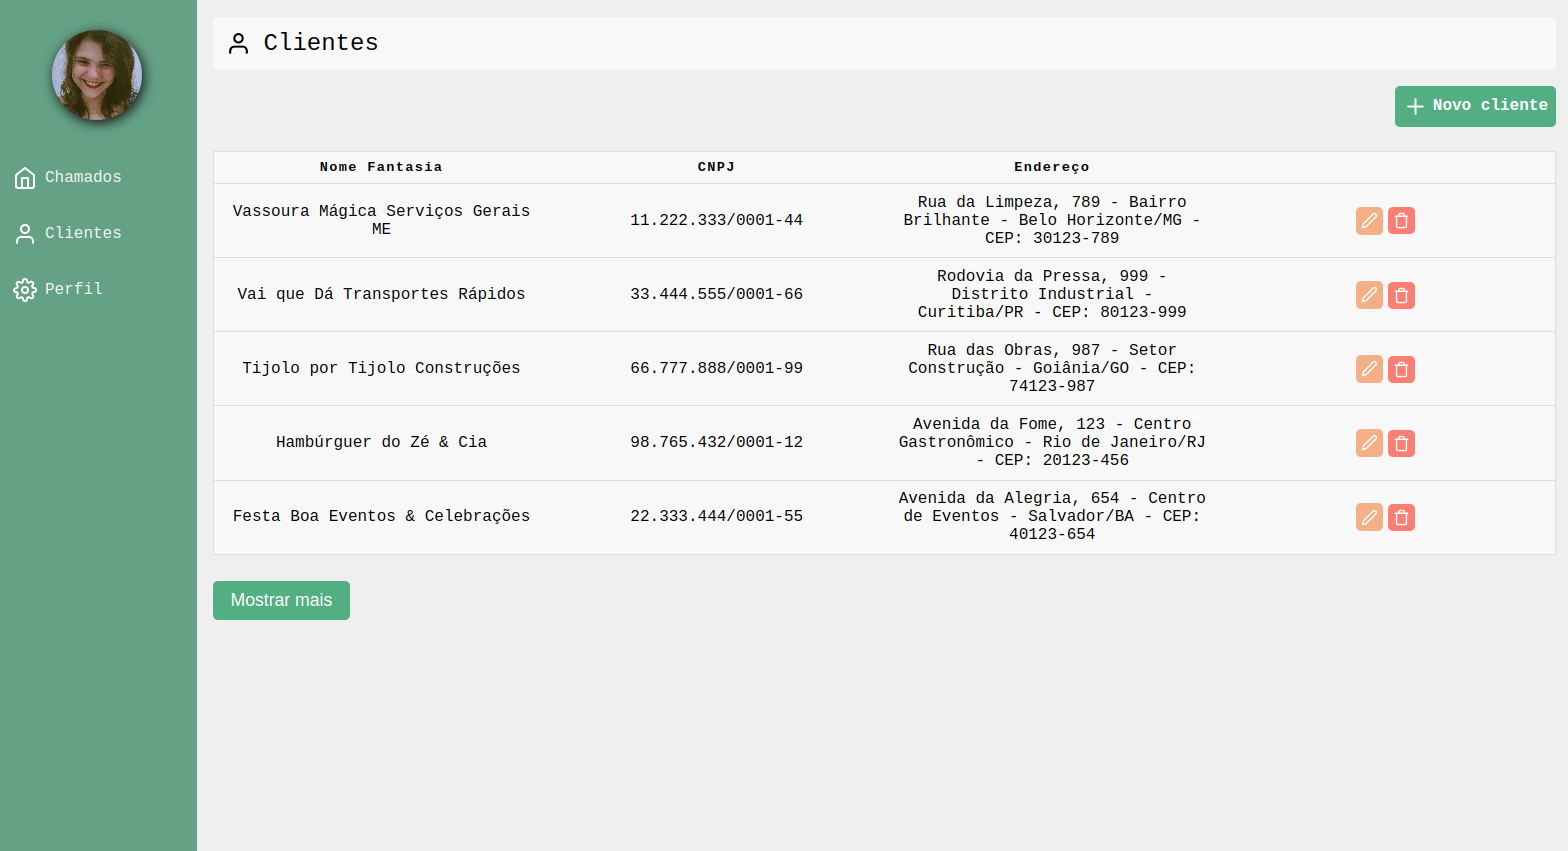 Clientes
Novo cliente
Chamados
Clientes
Perfil
Nome Fantasia CNPJ Endereço
Vassoura Mágica Serviços Gerais
ME
11.222.333/0001-44
Rua da Limpeza, 789 - Bairro
Brilhante - Belo Horizonte/MG -
CEP: 30123-789
Vai que Dá Transportes Rápidos
33.444.555/0001-66
Rodovia da Pressa, 999 -
Distrito Industrial -
Curitiba/PR - CEP: 80123-999
Tijolo por Tijolo Construções
66.777.888/0001-99
Rua das Obras, 987 - Setor
Construção - Goiânia/GO - CEP:
74123-987
Hambúrguer do Zé & Cia
98.765.432/0001-12
Avenida da Fome, 123 - Centro
Gastronômico - Rio de Janeiro/RJ
- CEP: 20123-456
Festa Boa Eventos & Celebrações
22.333.444/0001-55
Avenida da Alegria, 654 - Centro
de Eventos - Salvador/BA - CEP:
40123-654
Mostrar mais